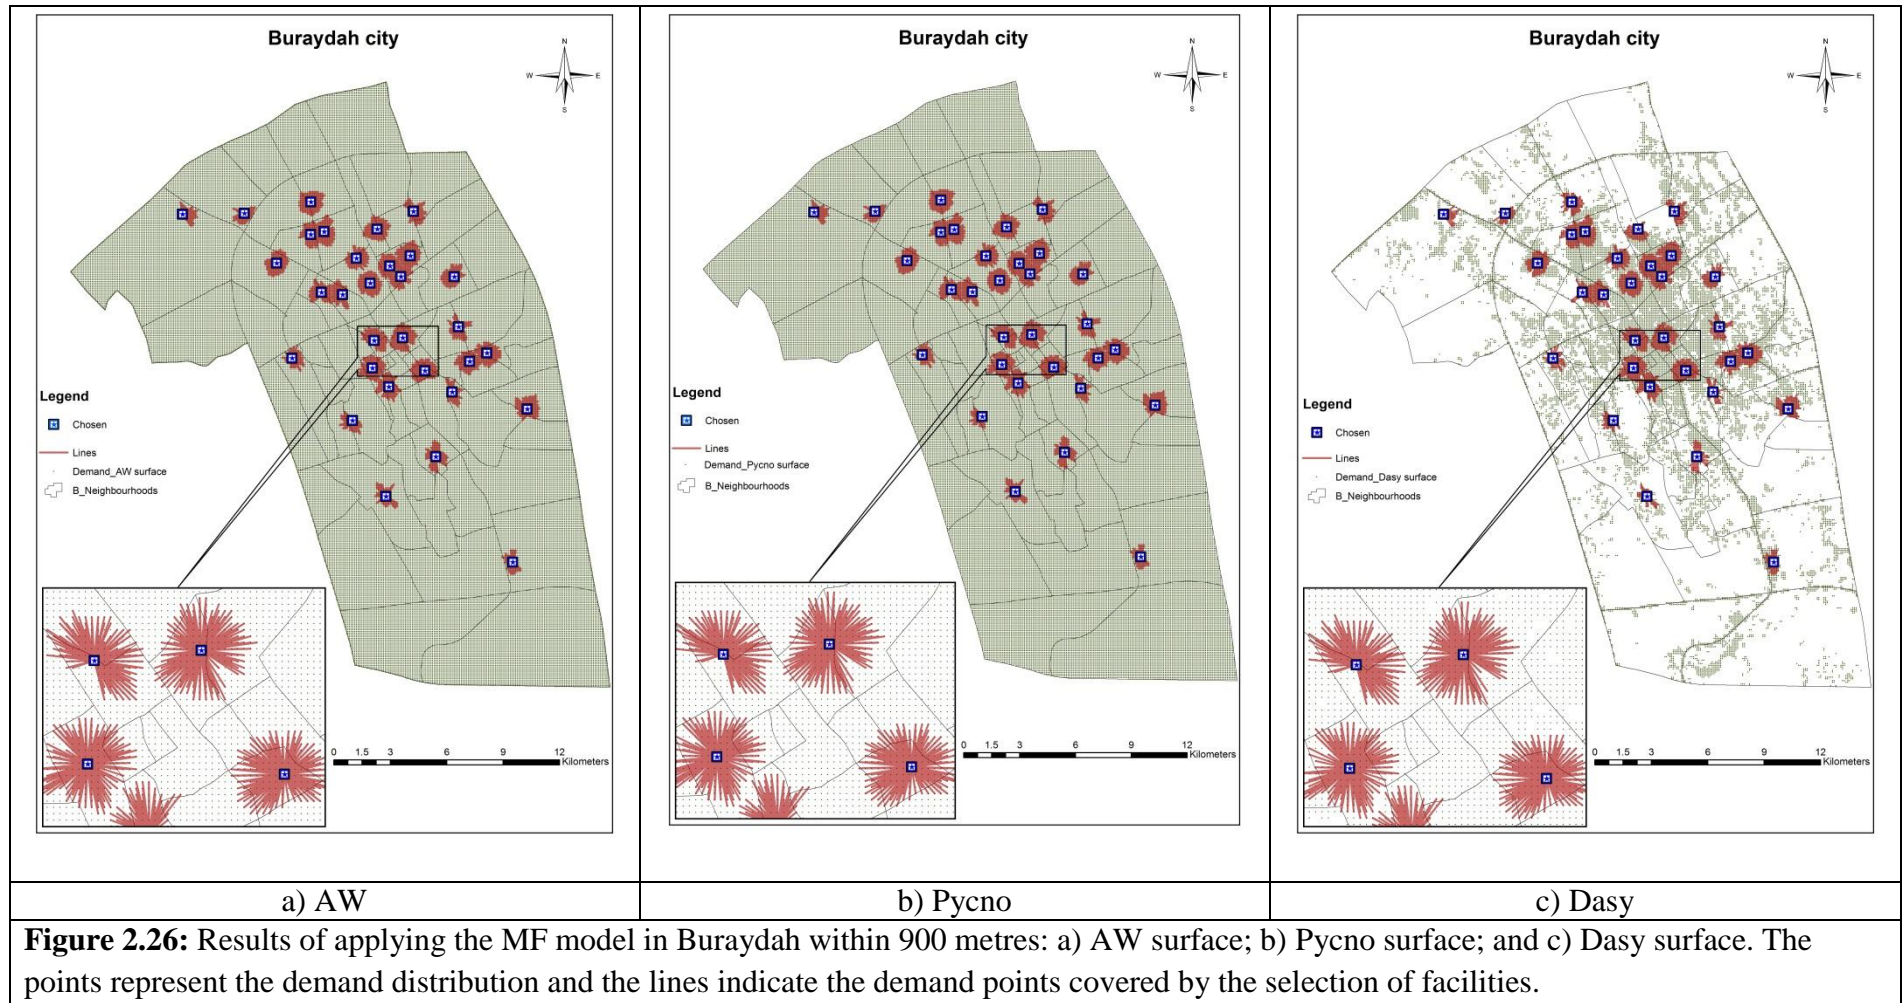 Buraydah city
N
W E
S
Legend
Chosen
Lines
Demand_AW surface
B_Neighbourhoods
0 1.5 3 6 9 12
Kilometers
a) AW
Buraydah city
N
W E
S
Legend
Chosen
Lines
Demand_Pycno surface
B_Neighbourhoods
0 1.5 3 6 9 12
Kilometers
b) Pycno
Buraydah city
N
W E
S
Legend
Chosen
Lines
Demand_Dasy surface
B_Neighbourhoods
0 1.5 3 6 9 12
Kilometers
c) Dasy
Figure 2.26: Results of applying the MF model in Buraydah within 900 metres: a) AW surface; b) Pycno surface; and c) Dasy surface. The
points represent the demand distribution and the lines indicate the demand points covered by the selection of facilities.